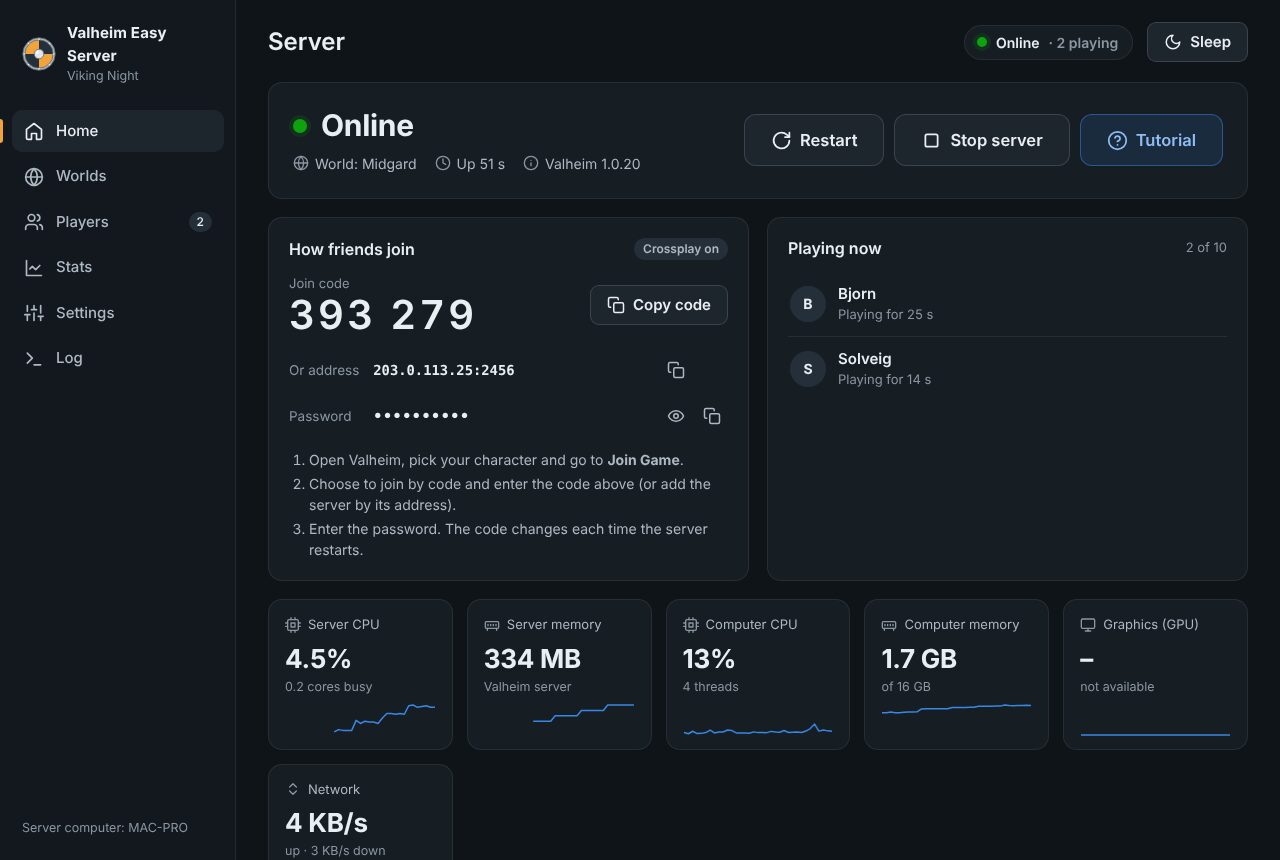 Valheim Easy
Server
Viking Night
Home
Worlds
Players 2
Stats
Settings
Log
Server computer: MAC-PRO
Server
Online · 2 playing
Sleep
Online
World: Midgard Up 51 s Valheim 1.0.20
Restart
Stop server
Tutorial
How friends join
Crossplay on
Join code
393 279
Copy code
Or address 203.0.113.25:2456
Password ••••••••••
1. Open Valheim, pick your character and go to Join Game.
2. Choose to join by code and enter the code above (or add the
server by its address).
3. Enter the password. The code changes each time the server
restarts.
Playing now
2 of 10
B
Bjorn
Playing for 25 s
S
Solveig
Playing for 14 s
Server CPU
4.5%
0.2 cores busy
Server memory
334 MB
Valheim server
Computer CPU
13%
4 threads
Computer memory
1.7 GB
of 16 GB
Graphics (GPU)
–
not available
Network
4 KB/s
up · 3 KB/s down